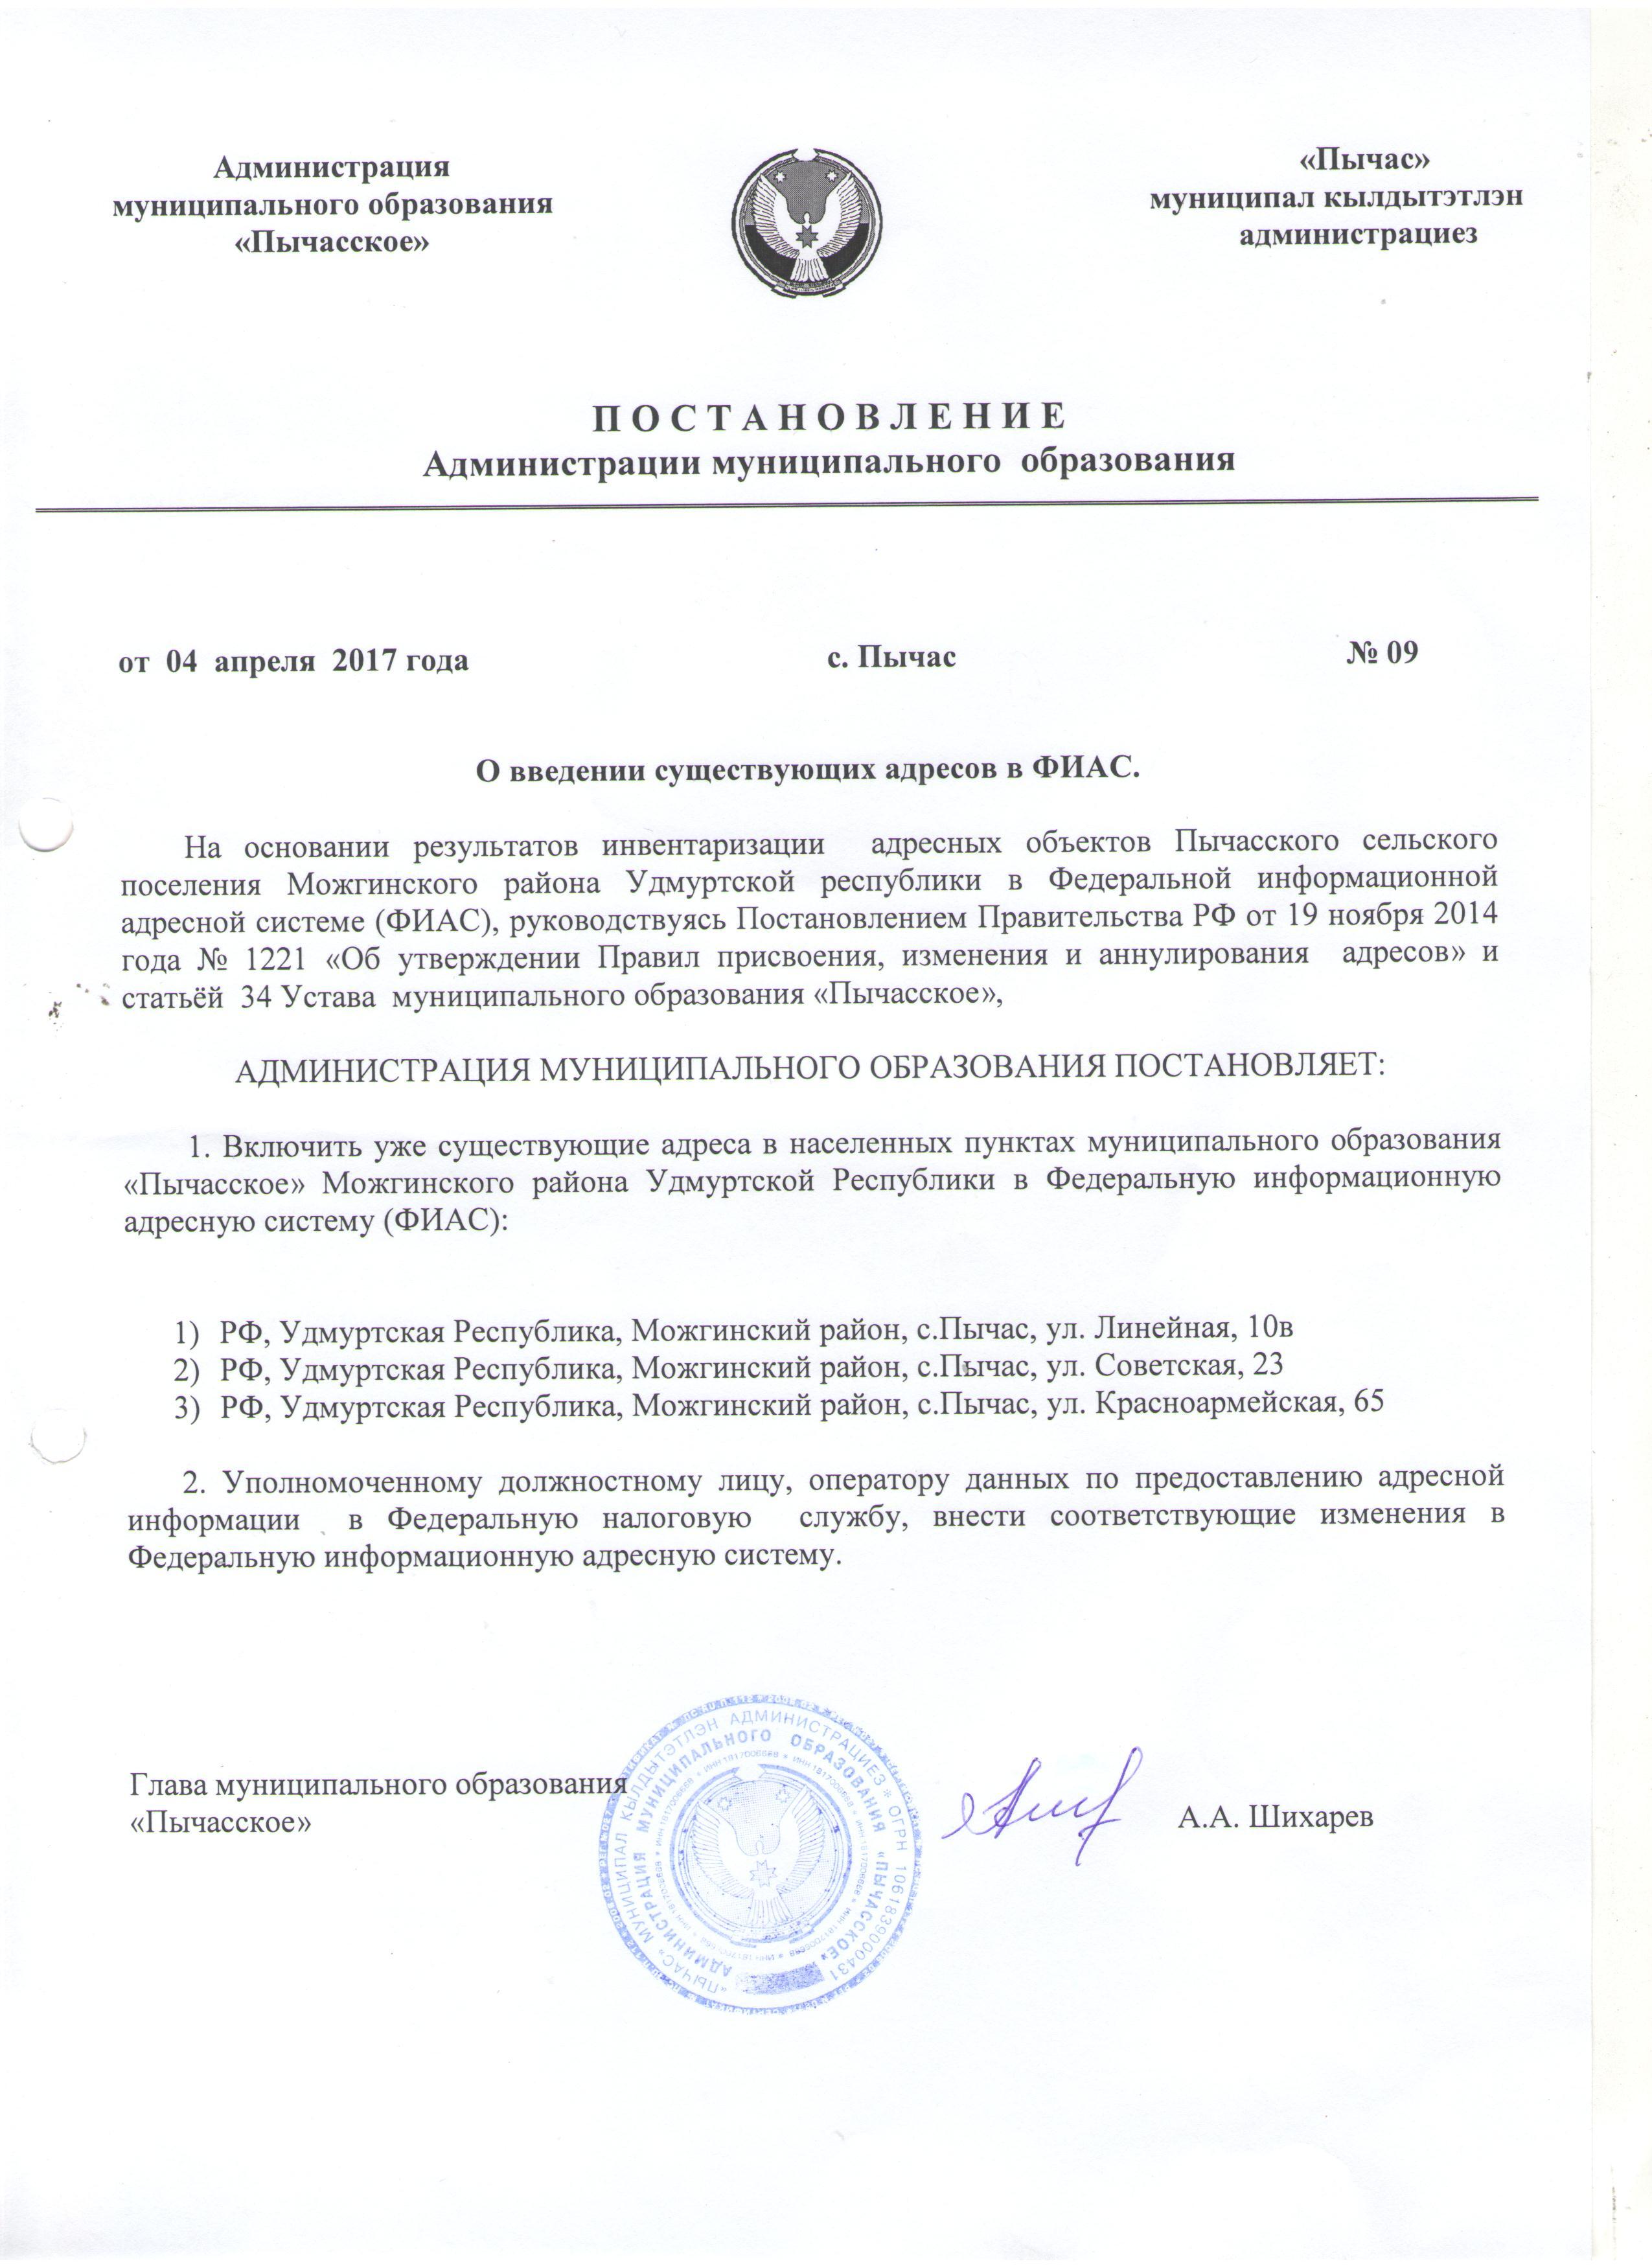 Администрация
муниципального образования
«Пычасское»
«Пычас»
муниципал кылдытэтлэн
администрациез
П О С Т А Н О В Л Е Н И Е
Администрации муниципального образования
от 04 апреля 2017 года с. Пычас № 09
О введении существующих адресов в ФИАС.
На основании результатов инвентаризации адресных объектов Пычасского сельского
поселения Можгинского района Удмуртской республики в Федеральной информационной
адресной системе (ФИАС), руководствуясь Постановлением Правительства РФ от 19 ноября 2014
года № 1221 «Об утверждении Правил присвоения, изменения и аннулирования адресов» и
статьёй 34 Устава муниципального образования «Пычасское»,
АДМИНИСТРАЦИЯ МУНИЦИПАЛЬНОГО ОБРАЗОВАНИЯ ПОСТАНОВЛЯЕТ:
1. Включить уже существующие адреса в населенных пунктах муниципального образования
«Пычасское» Можгинского района Удмуртской Республики в Федеральную информационную
адресную систему (ФИАС):
1) РФ, Удмуртская Республика, Можгинский район, с.Пычас, ул. Линейная, 10в
2) РФ, Удмуртская Республика, Можгинский район, с.Пычас, ул. Советская, 23
3) РФ, Удмуртская Республика, Можгинский район, с.Пычас, ул. Красноармейская, 65
2. Уполномоченному должностному лицу, оператору данных по предоставлению адресной
информации в Федеральную налоговую службу, внести соответствующие изменения в
Федеральную информационную адресную систему.
Глава муниципального образования
«Пычасское»
А.А. Шихарев
«ПЫЧАС» МУНИЦИПАЛ КЫЛДЫТЭТЛЭН АДМИНИСТРАЦИЕЗ * ОГРН 1061839000431
АДМИНИСТРАЦИЯ МУНИЦИПАЛЬНОГО ОБРАЗОВАНИЯ «ПЫЧАССКОЕ»